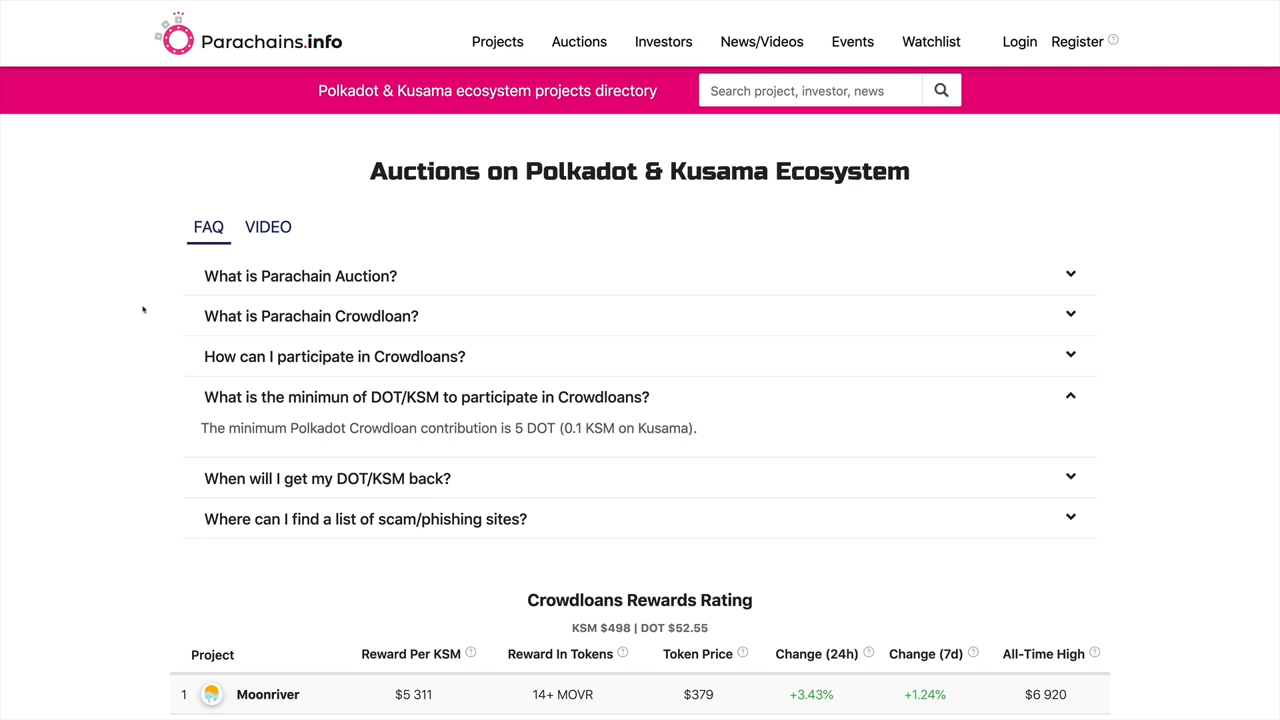 Parachains.info
Projects Auctions Investors News/Videos Events Watchlist Login Register ?
Polkadot & Kusama ecosystem projects directory
Search project, investor, news
Auctions on Polkadot & Kusama Ecosystem
FAQ VIDEO
What is Parachain Auction?
What is Parachain Crowdloan?
How can I participate in Crowdloans?
What is the minimun of DOT/KSM to participate in Crowdloans?
The minimum Polkadot Crowdloan contribution is 5 DOT (0.1 KSM on Kusama).
When will I get my DOT/KSM back?
Where can I find a list of scam/phishing sites?
Crowdloans Rewards Rating
KSM $498 | DOT $52.55
Project Reward Per KSM ? Reward In Tokens ? Token Price ? Change (24h) ? Change (7d) ? All-Time High ?
1 Moonriver $5 311 14+ MOVR $379 +3.43% +1.24% $6 920